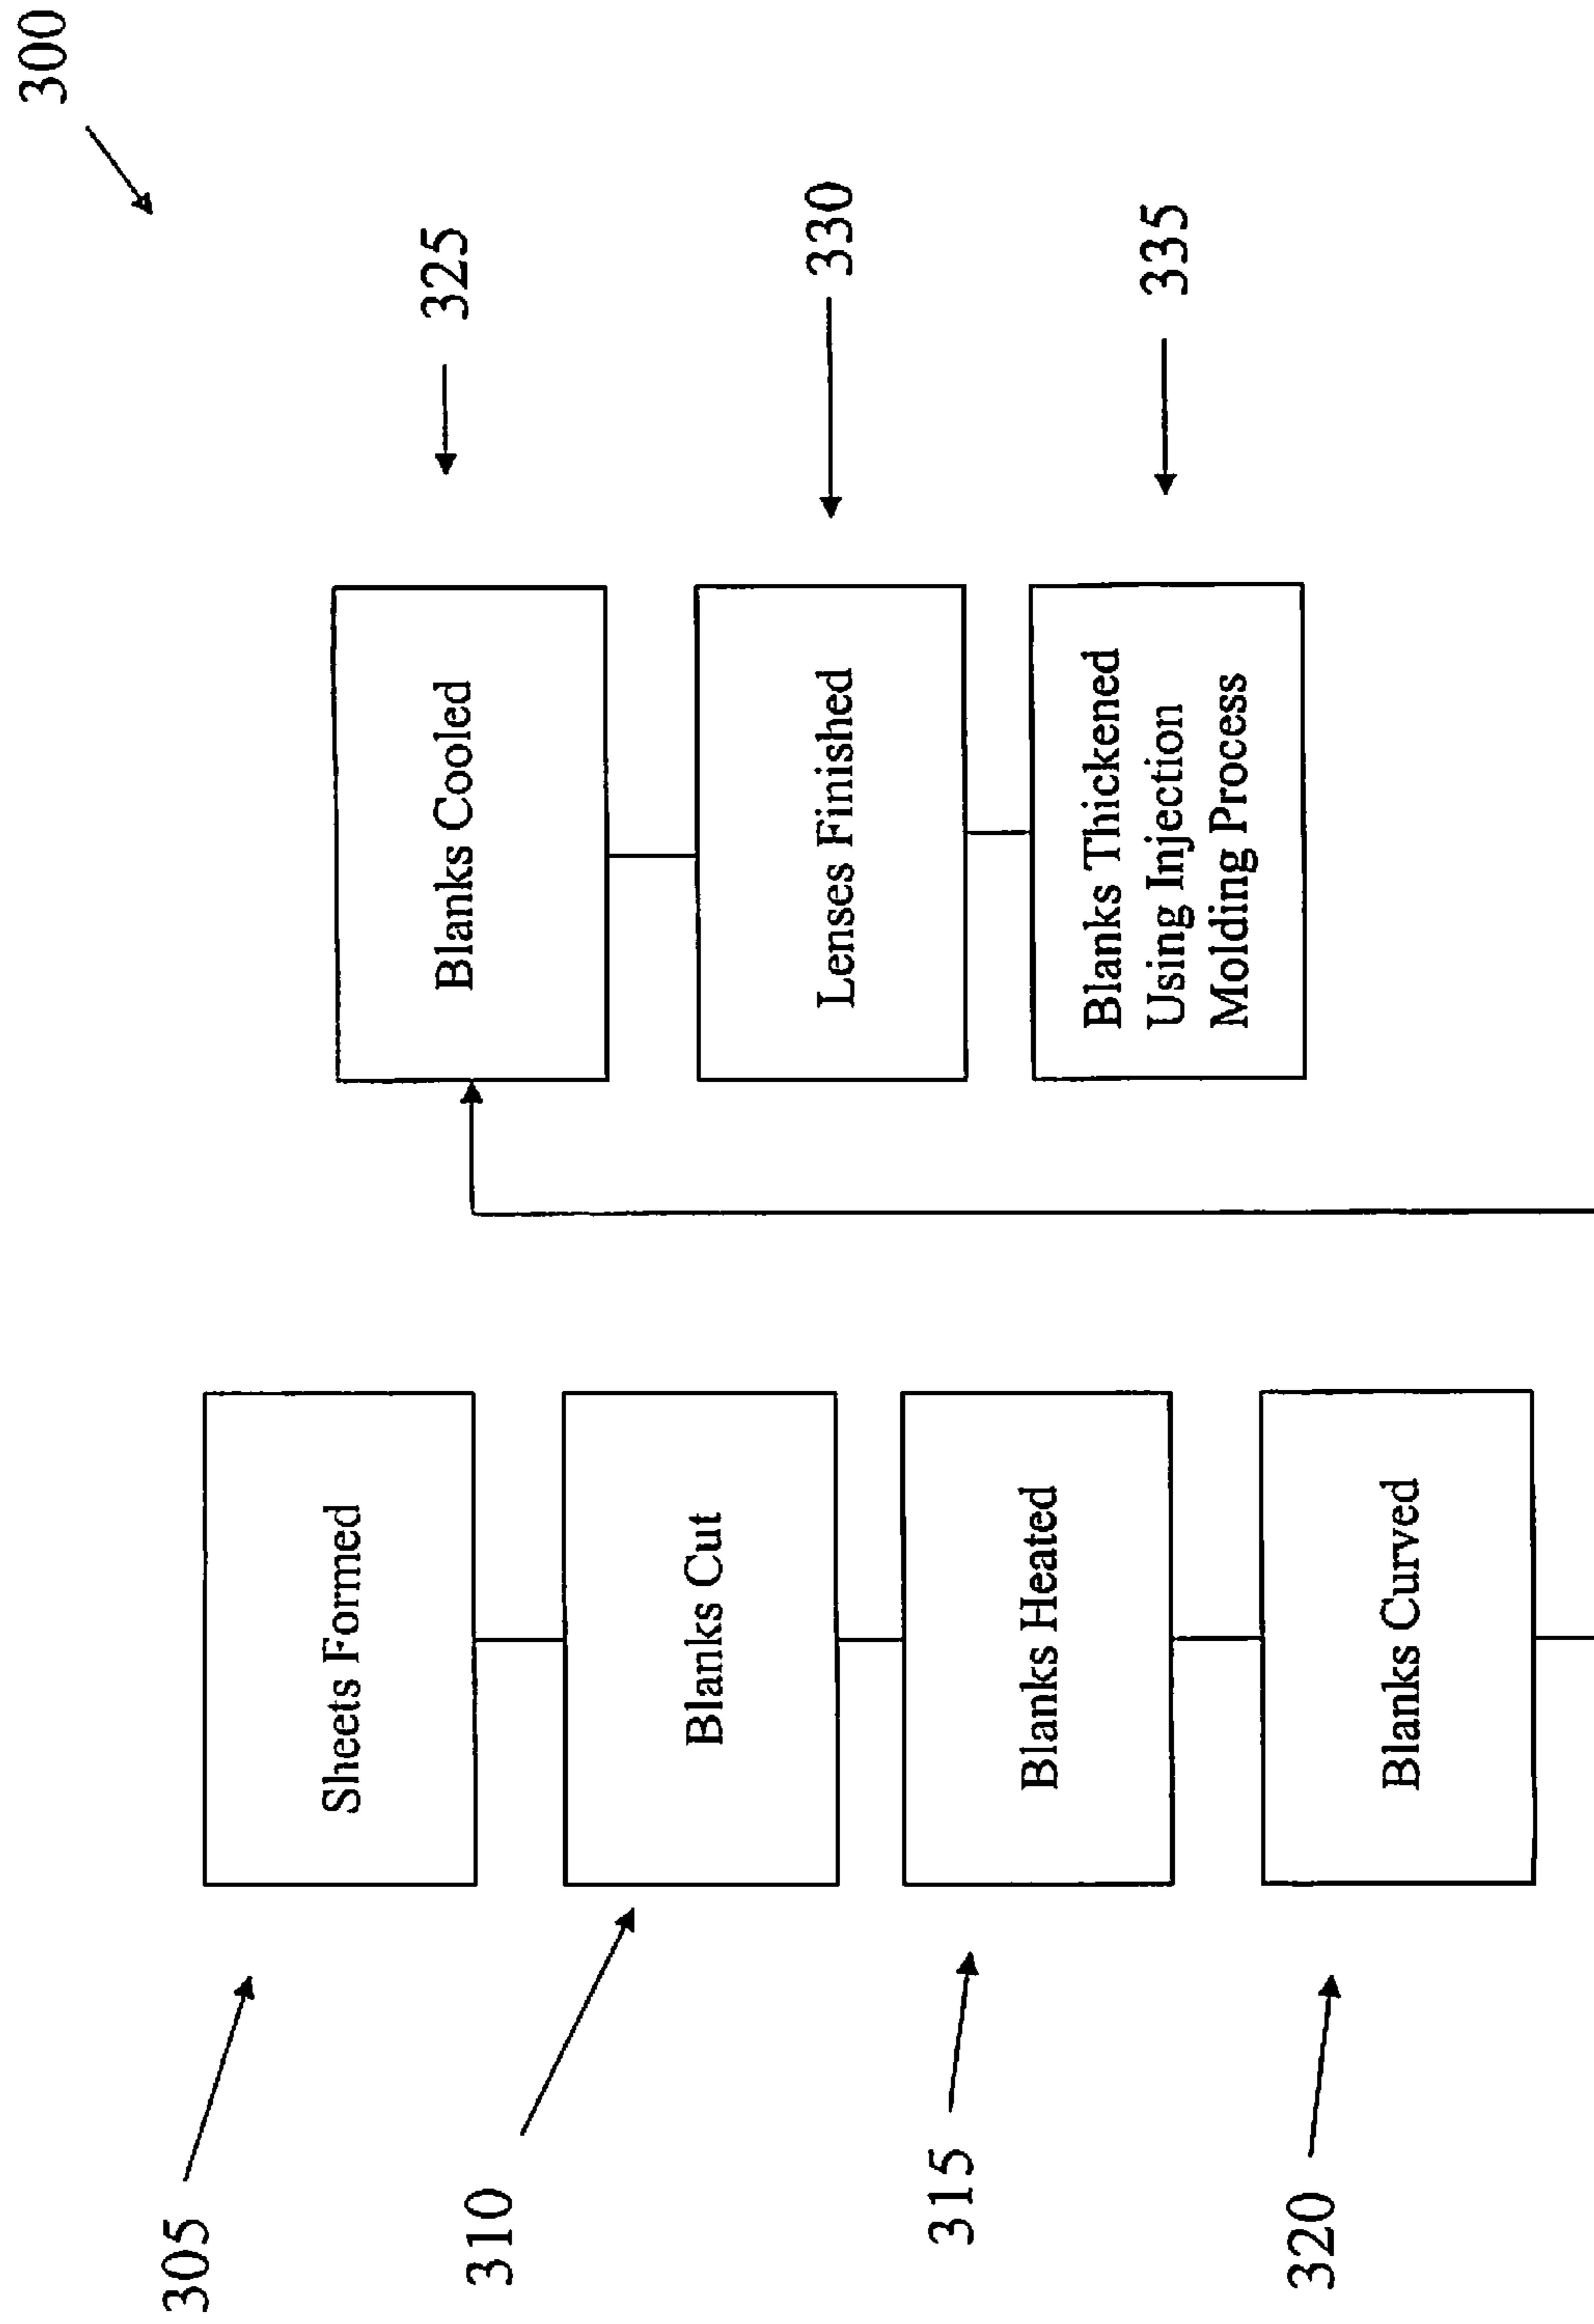 300
305
Sheets Formed
310
Blanks Cut
315
Blanks Heated
320
Blanks Curved
Blanks Cooled
325
Lenses Finished
330
Blanks Thickened
Using Injection
Molding Process
335